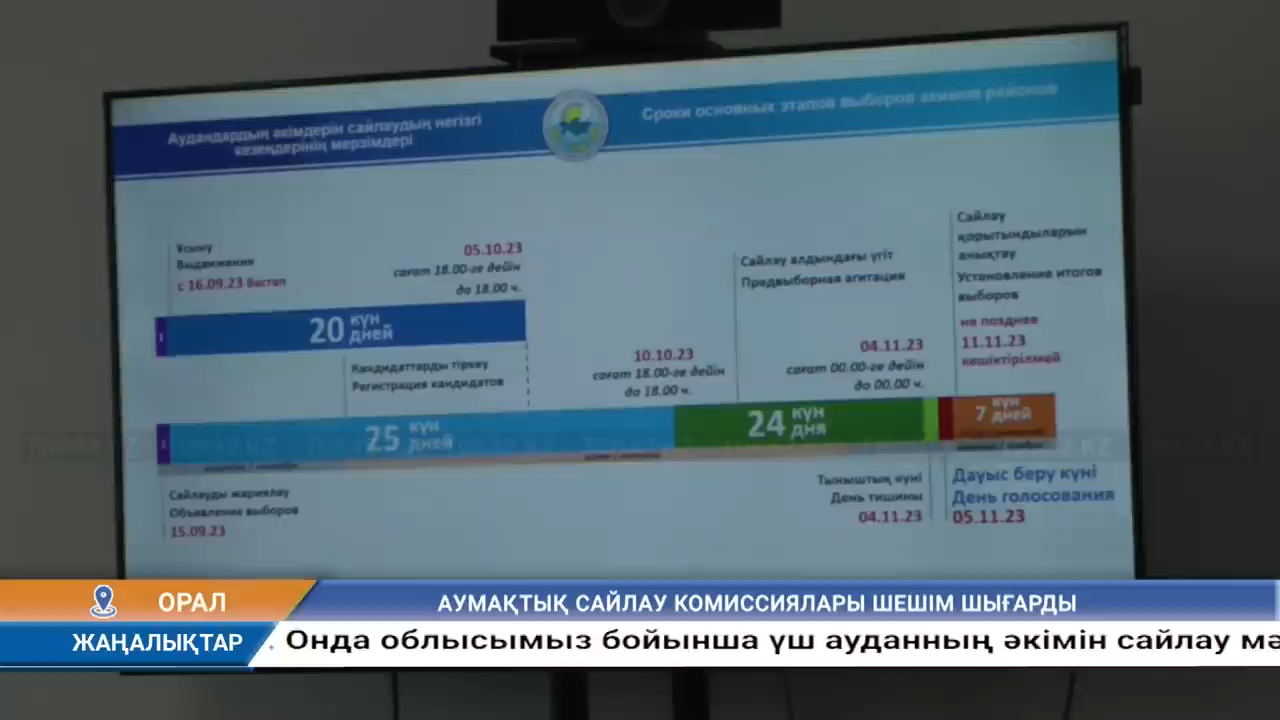 Аудандардың әкімдерін сайлаудың негізгі
кезеңдерінің мерзімдері
Сроки основных этапов выборов акимов районов
Ұсыну
Выдвижение
с 16.09.23 бастап
05.10.23
сағат 18.00-ге дейін
до 18.00 ч.
20 күн
дней
Кандидаттарды тіркеу
Регистрация кандидатов
10.10.23
сағат 18.00-ге дейін
до 18.00 ч.
Сайлау алдындағы үгіт
Предвыборная агитация
04.11.23
сағат 00.00-ге дейін
до 00.00 ч.
Сайлау
қорытындыларын
анықтау
Установление итогов
выборов
не позднее
11.11.23
кешіктірілмей
25 күн
дней
24 күн
дня
7 күн
дней
Сайлауды жариялау
Объявление выборов
15.09.23
Тыныштық күні
День тишины
04.11.23
Дауыс беру күні
День голосования
05.11.23
ОРАЛ
АУМАҚТЫҚ САЙЛАУ КОМИССИЯЛАРЫ ШЕШІМ ШЫҒАРДЫ
ЖАҢАЛЫҚТАР
Онда облысымыз бойынша үш ауданның әкімін сайлау мә